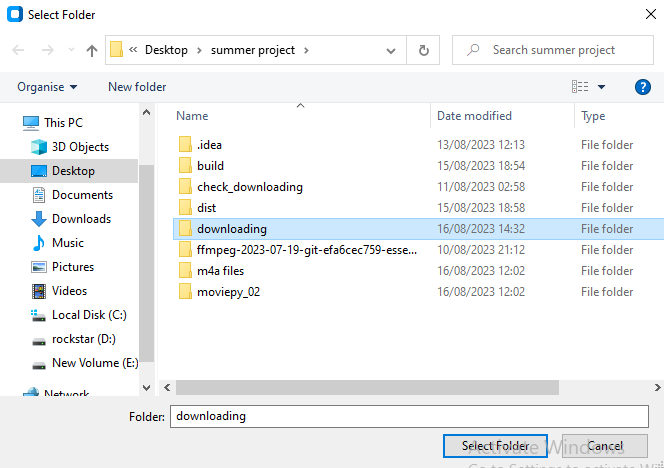 Select Folder
« Desktop › summer project ›
Search summer project
Organise
New folder
?
Name
Date modified
Type
This PC
3D Objects
Desktop
Documents
Downloads
Music
Pictures
Videos
Local Disk (C:)
rockstar (D:)
New Volume (E:)
Network
.idea 13/08/2023 12:13 File folder
build 15/08/2023 18:54 File folder
check_downloading 11/08/2023 02:58 File folder
dist 15/08/2023 18:58 File folder
downloading 16/08/2023 14:32 File folder
ffmpeg-2023-07-19-git-efa6cec759-esse... 10/08/2023 21:12 File folder
m4a files 16/08/2023 12:02 File folder
moviepy_02 16/08/2023 12:02 File folder
Folder: downloading
Select Folder
Cancel
Activate Windows
Go to Settings to activate Wi